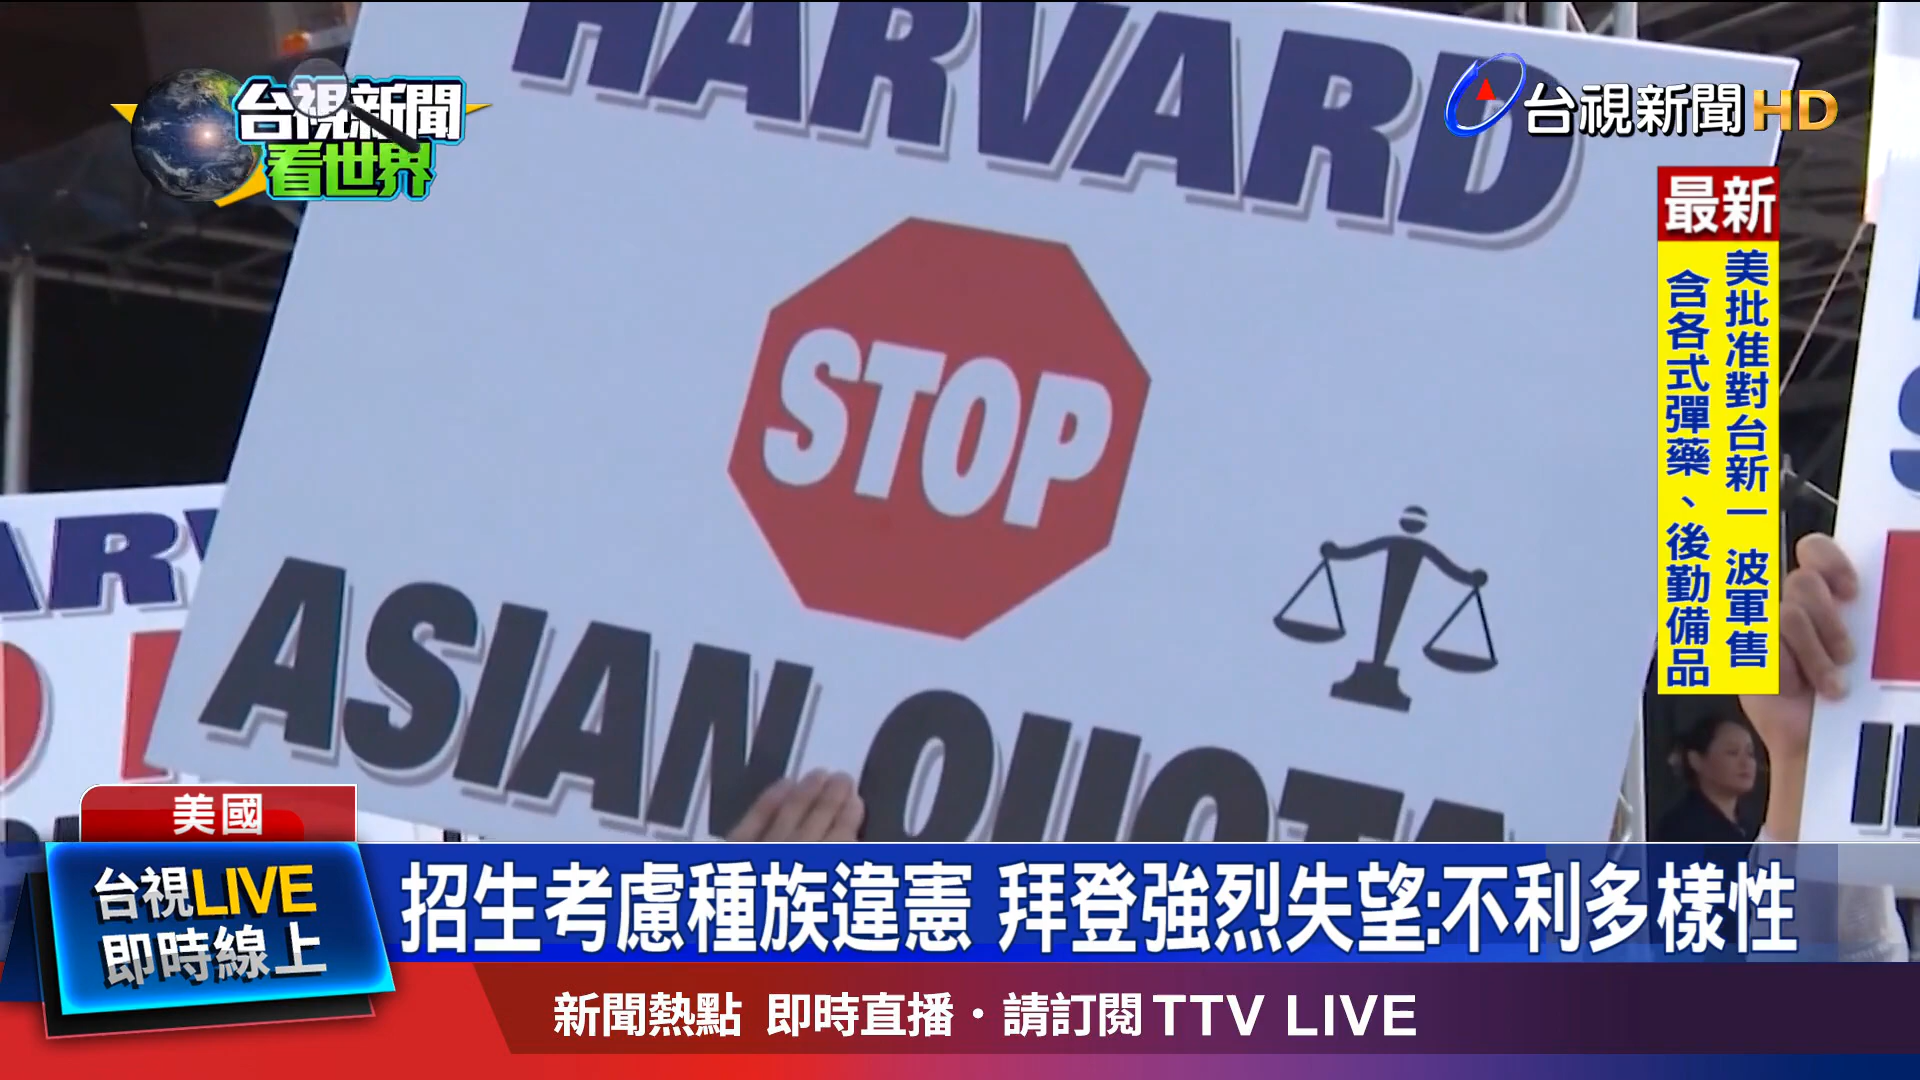 HARVARD
STOP
ASIAN QUOTA
台視新聞
看世界
台視新聞HD
最新
美批准對台新一 波軍售
含各式彈藥、後勤備品
美國
台視LIVE
即時線上
招生考慮種族違憲 拜登強烈失望:不利多樣性
新聞熱點 即時直播・請訂閱TTV LIVE